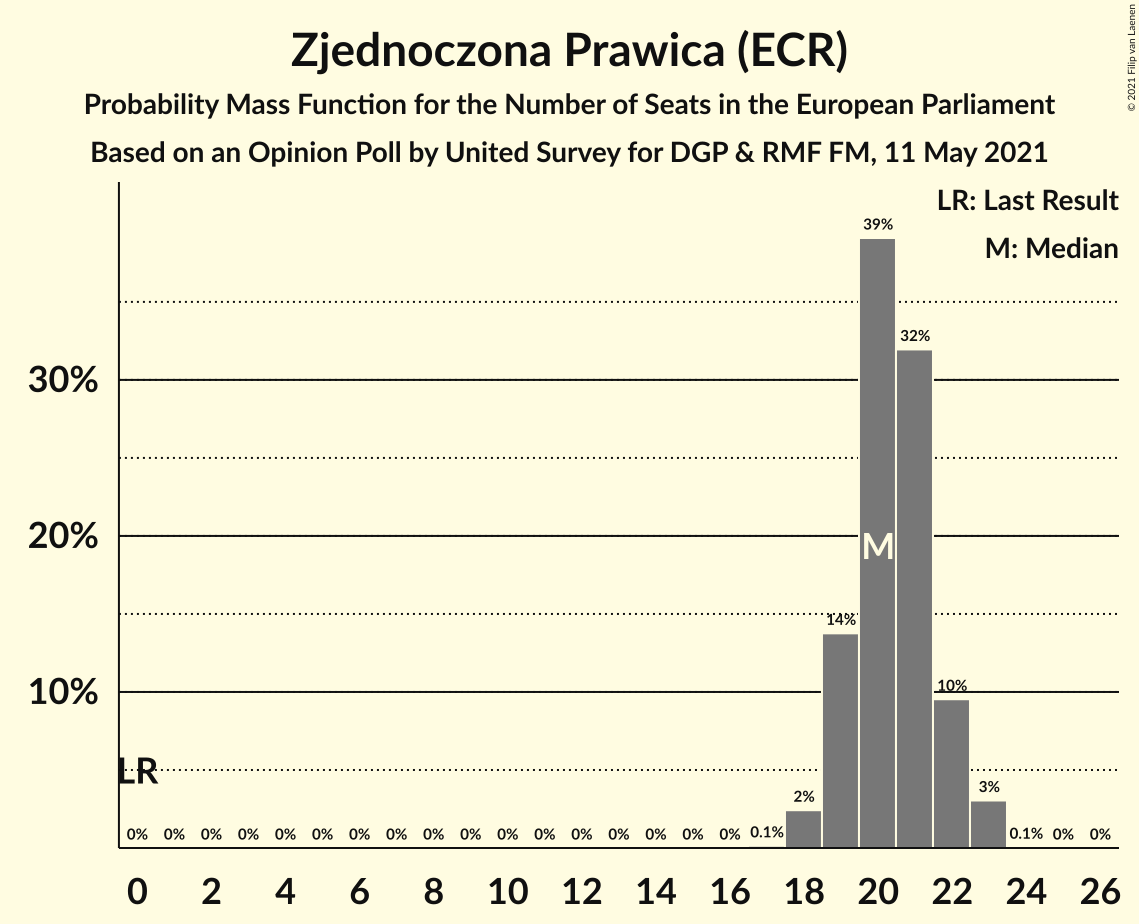 Zjednoczona Prawica (ECR)
Probability Mass Function for the Number of Seats in the European Parliament
Based on an Opinion Poll by United Survey for DGP & RMF FM, 11 May 2021
© 2021 Filip van Laenen
LR: Last Result
M: Median
39%
32%
30%
20%
M
14%
10%
10%
LR
3%
2%
0% 0% 0% 0% 0% 0% 0% 0% 0% 0% 0% 0% 0% 0% 0% 0% 0% 0.1% 0.1% 0% 0%
0 2 4 6 8 10 12 14 16 18 20 22 24 26